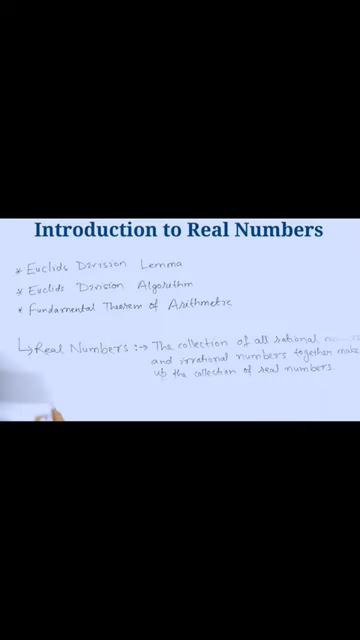 Introduction to Real Numbers
* Euclids Division Lemma
* Euclids Division Algorithm
* Fundamental Theorem of Arithmetic
↳ Real Numbers :→ The collection of all rational
and irrational numbers together make
up the collection of real numbers.